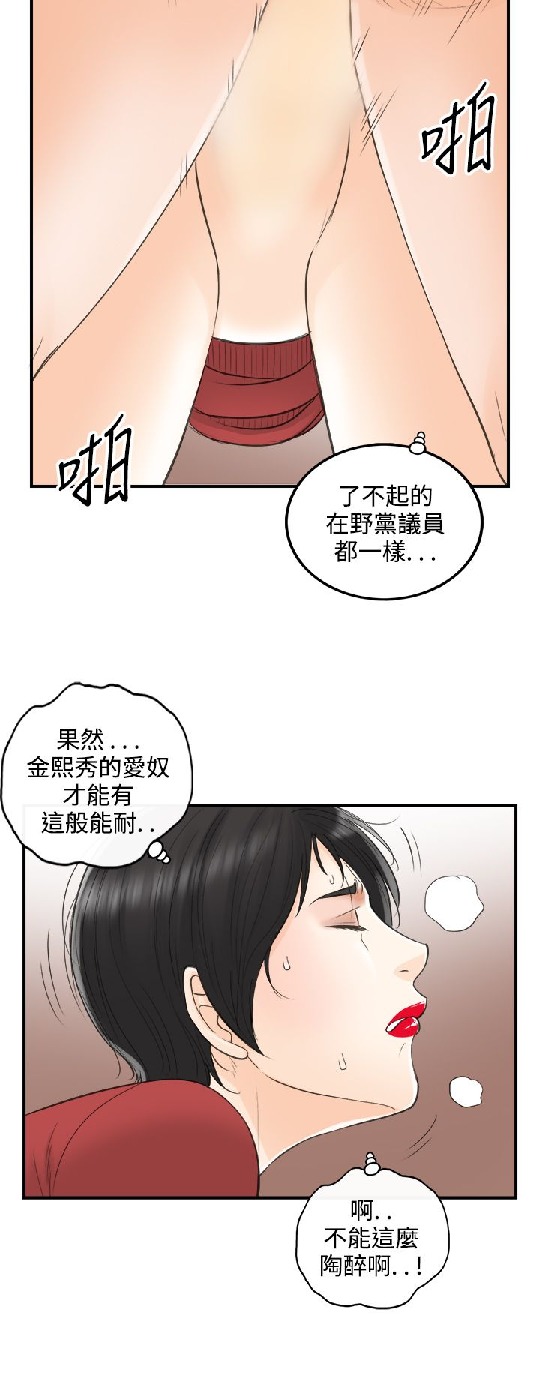 啪
啪
了不起的
在野黨議員
都一樣...
果然...
金熙秀的愛奴
才能有
這般能耐..
啊..
不能這麼
陶醉啊..!